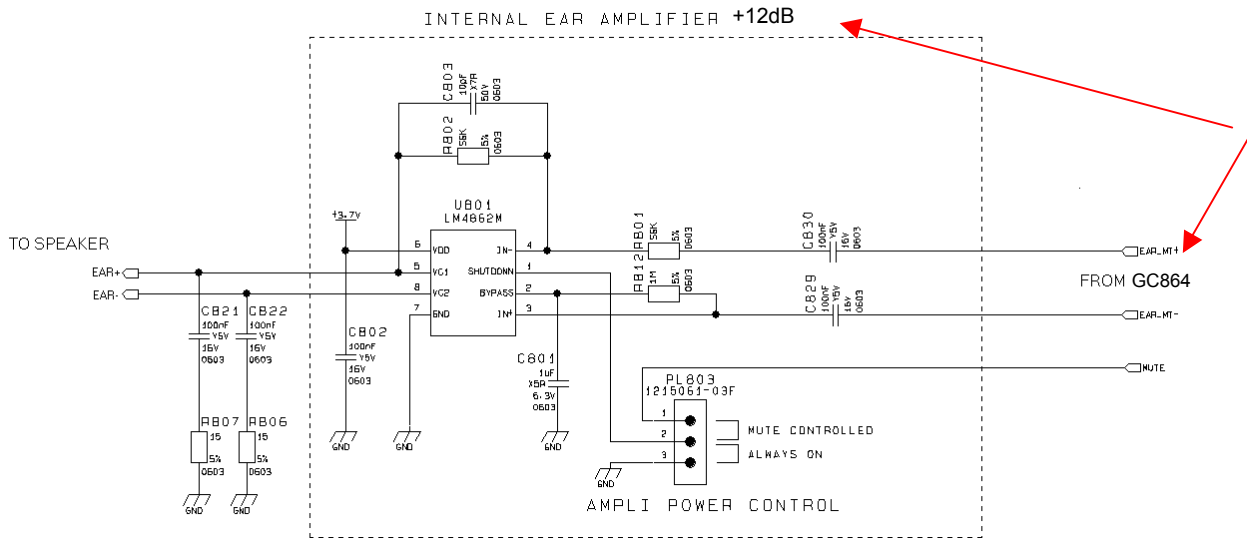 INTERNAL EAR AMPLIFIER +12dB
C803
10pF
X7R
50V
0603
R802
56K
5%
0603
U801
LM4862M
+3.7V
6 VDD
5 VC1
8 VC2
7 GND
IN- 4
SHUTDONN 1
BYPASS 2
IN+ 3
R801
56K
5%
0603
R812
1M
5%
0603
C830
100nF
Y5V
16V
0603
C829
100nF
Y5V
16V
0603
EAR_MT+
FROM GC864
EAR_MT-
MUTE
TO SPEAKER
EAR+
EAR-
C821
100nF
Y5V
16V
0603
C822
100nF
Y5V
16V
0603
C802
100nF
Y5V
16V
0603
C801
1uF
X5R
6.3V
0603
R807
15
5%
0603
R806
15
5%
0603
PL803
1215061-03F
1
2
3
MUTE CONTROLLED
ALWAYS ON
GND
GND
GND
GND
GND
GND
AMPLI POWER CONTROL